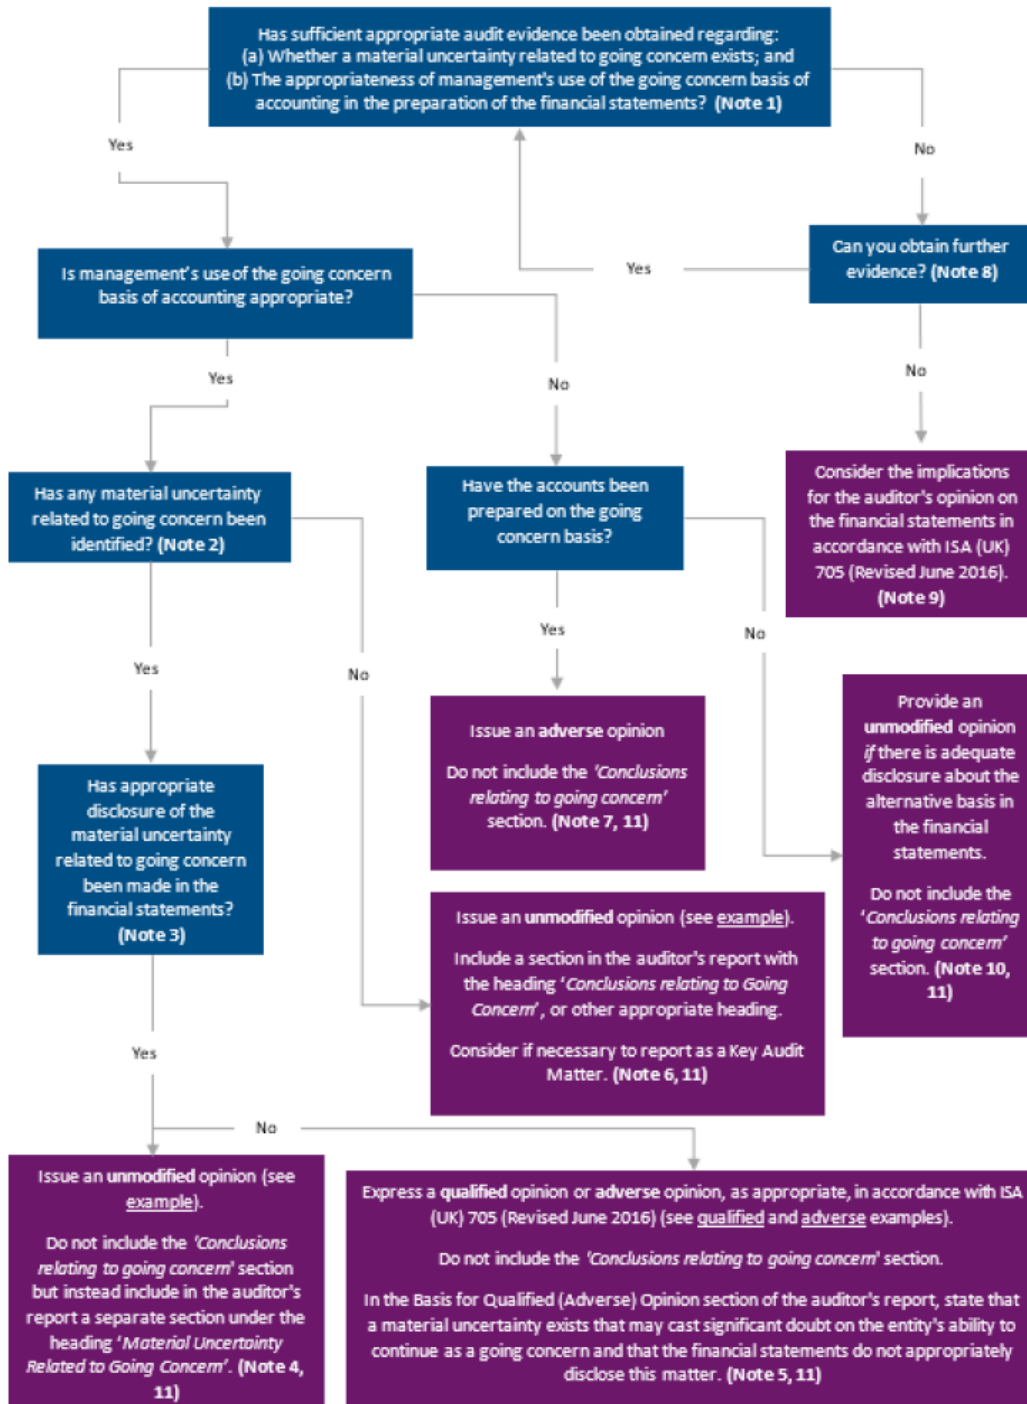 Has sufficient appropriate audit evidence been obtained regarding:
(a) Whether a material uncertainty related to going concern exists; and
(b) The appropriateness of management's use of the going concern basis of
accounting in the preparation of the financial statements? (Note 1)
Yes
No
Is management's use of the going concern
basis of accounting appropriate?
Yes
Can you obtain further
evidence? (Note 8)
Yes
No
No
Has any material uncertainty
related to going concern been
identified? (Note 2)
Have the accounts been
prepared on the going
concern basis?
Consider the implications
for the auditor's opinion on
the financial statements in
accordance with ISA (UK)
705 (Revised June 2016).
(Note 9)
Yes
No
Yes
No
Has appropriate
disclosure of the
material uncertainty
related to going concern
been made in the
financial statements?
(Note 3)
Issue an adverse opinion
Do not include the 'Conclusions
relating to going concern'
section. (Note 7, 11)
Provide an
unmodified opinion
if there is adequate
disclosure about the
alternative basis in
the financial
statements.
Do not include the
'Conclusions relating
to going concern'
section. (Note 10,
11)
Issue an unmodified opinion (see example).
Include a section in the auditor's report with
the heading 'Conclusions relating to Going
Concern', or other appropriate heading.
Consider if necessary to report as a Key Audit
Matter. (Note 6, 11)
Yes
No
Issue an unmodified opinion (see
example).
Do not include the 'Conclusions
relating to going concern' section
but instead include in the auditor's
report a separate section under the
heading 'Material Uncertainty
Related to Going Concern'. (Note 4,
11)
Express a qualified opinion or adverse opinion, as appropriate, in accordance with ISA
(UK) 705 (Revised June 2016) (see qualified and adverse examples).
Do not include the 'Conclusions relating to going concern' section.
In the Basis for Qualified (Adverse) Opinion section of the auditor's report, state that
a material uncertainty exists that may cast significant doubt on the entity's ability to
continue as a going concern and that the financial statements do not appropriately
disclose this matter. (Note 5, 11)